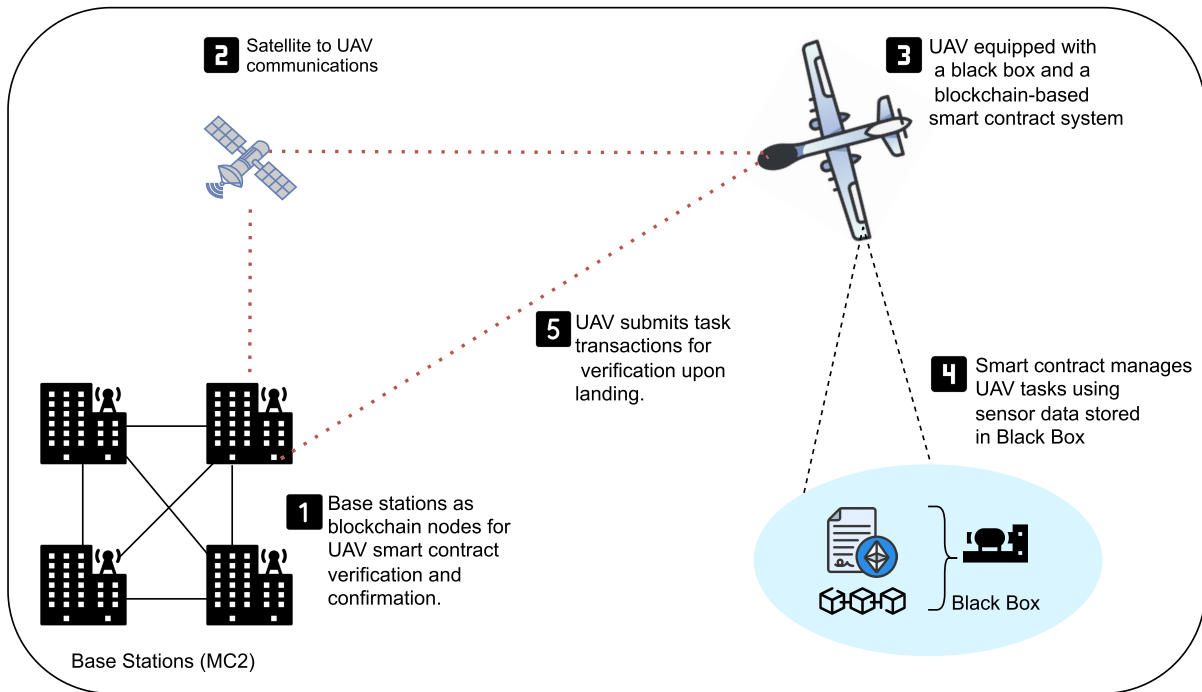 2
Satellite to UAV
communications
3
UAV equipped with
a black box and a
blockchain-based
smart contract system
5
UAV submits task
transactions for
verification upon
landing.
4
Smart contract manages
UAV tasks using
sensor data stored
in Black Box
1
Base stations as
blockchain nodes for
UAV smart contract
verification and
confirmation.
Black Box
Base Stations (MC2)